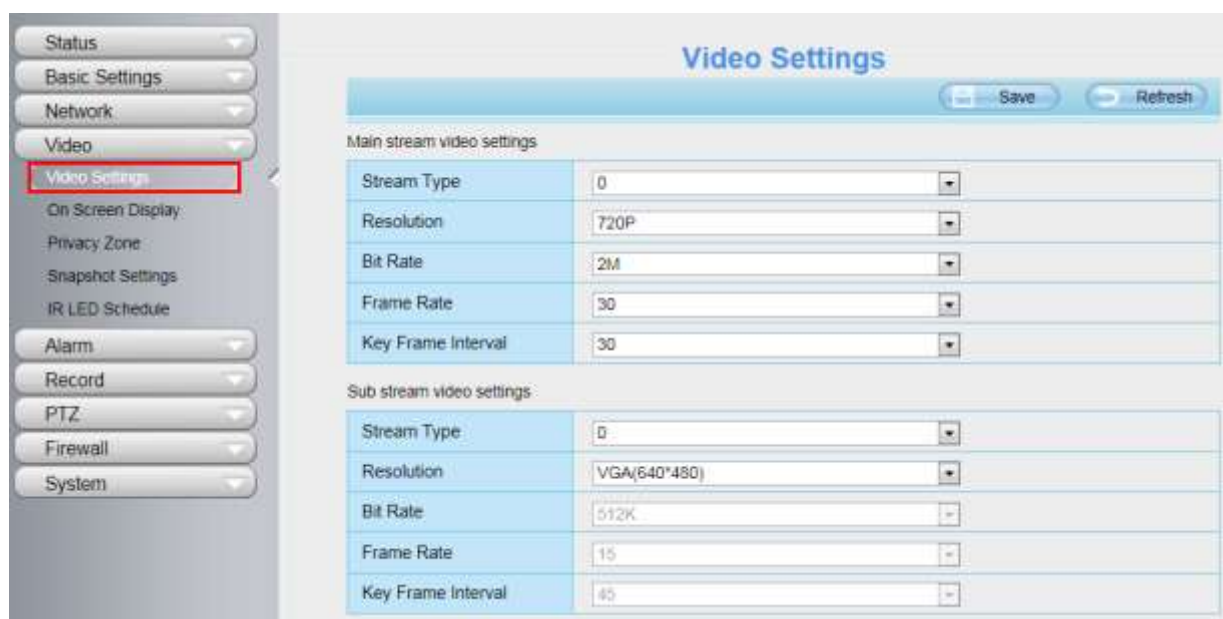 Status
Basic Settings
Network
Video
Video Settings
On Screen Display
Privacy Zone
Snapshot Settings
IR LED Schedule
Alarm
Record
PTZ
Firewall
System
Video Settings
Save
Refresh
Main stream video settings
Stream Type
0
Resolution
720P
Bit Rate
2M
Frame Rate
30
Key Frame Interval
30
Sub stream video settings
Stream Type
0
Resolution
VGA(640*480)
Bit Rate
512K
Frame Rate
15
Key Frame Interval
45